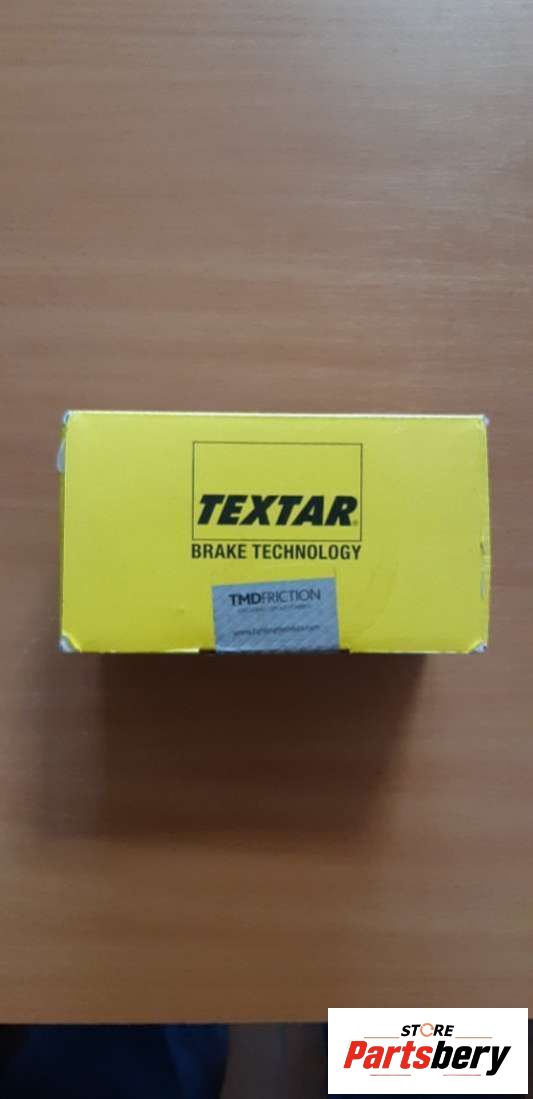 TEXTAR®
BRAKE TECHNOLOGY
TMDFRICTION
STORE
Partsbery